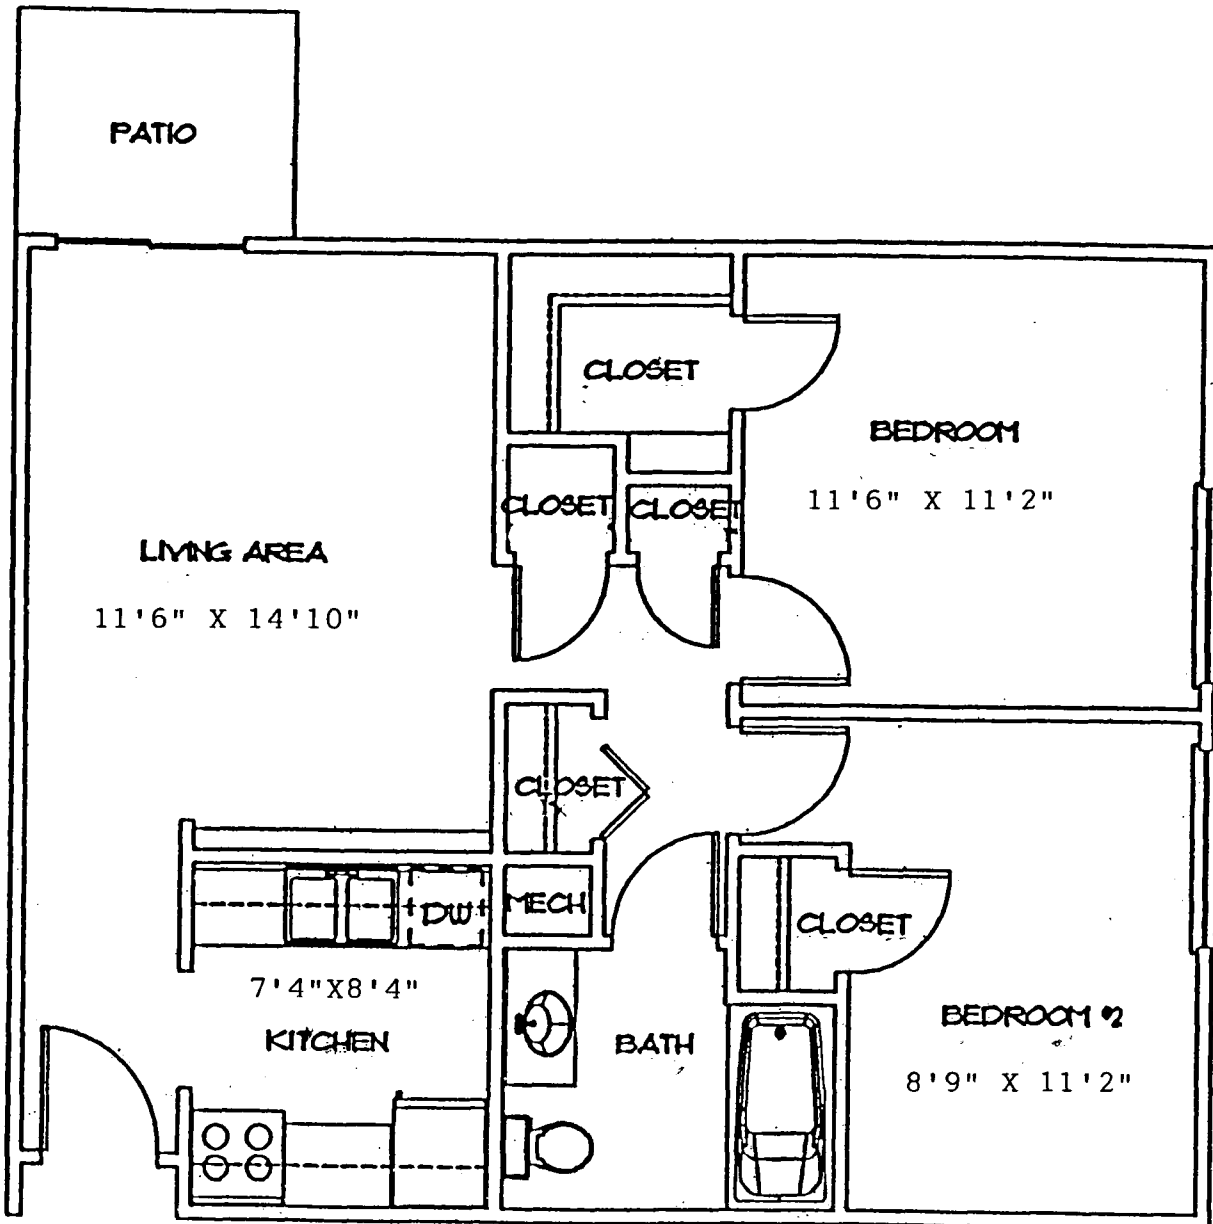 PATIO
CLOSET
BEDROOM
11'6" X 11'2"
CLOSET
CLOSET
LIVING AREA
11'6" X 14'10"
CLOSET
DW
MECH
CLOSET
7'4"X8'4"
KITCHEN
BATH
BEDROOM #2
8'9" X 11'2"